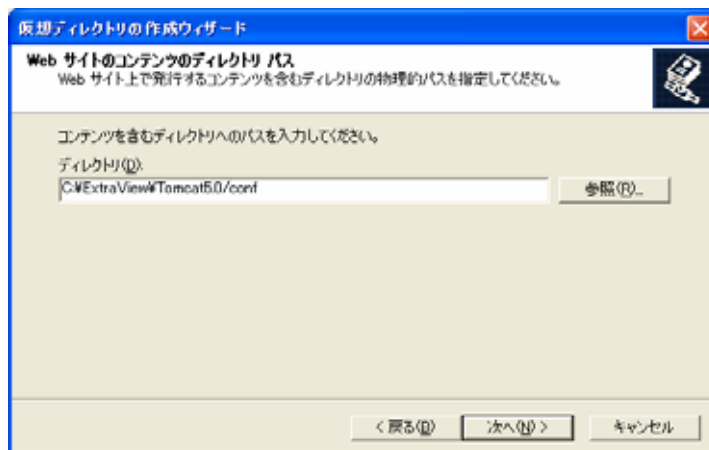 仮想ディレクトリの作成ウィザード
Web サイトのコンテンツのディレクトリ パス
Web サイト上で発行するコンテンツを含むディレクトリの物理的パスを指定してください。
コンテンツを含むディレクトリへのパスを入力してください。
ディレクトリ(D):
C:¥ExtraView¥Tomcat5.0/conf
参照(R)...
< 戻る(B)
次へ(N) >
キャンセル